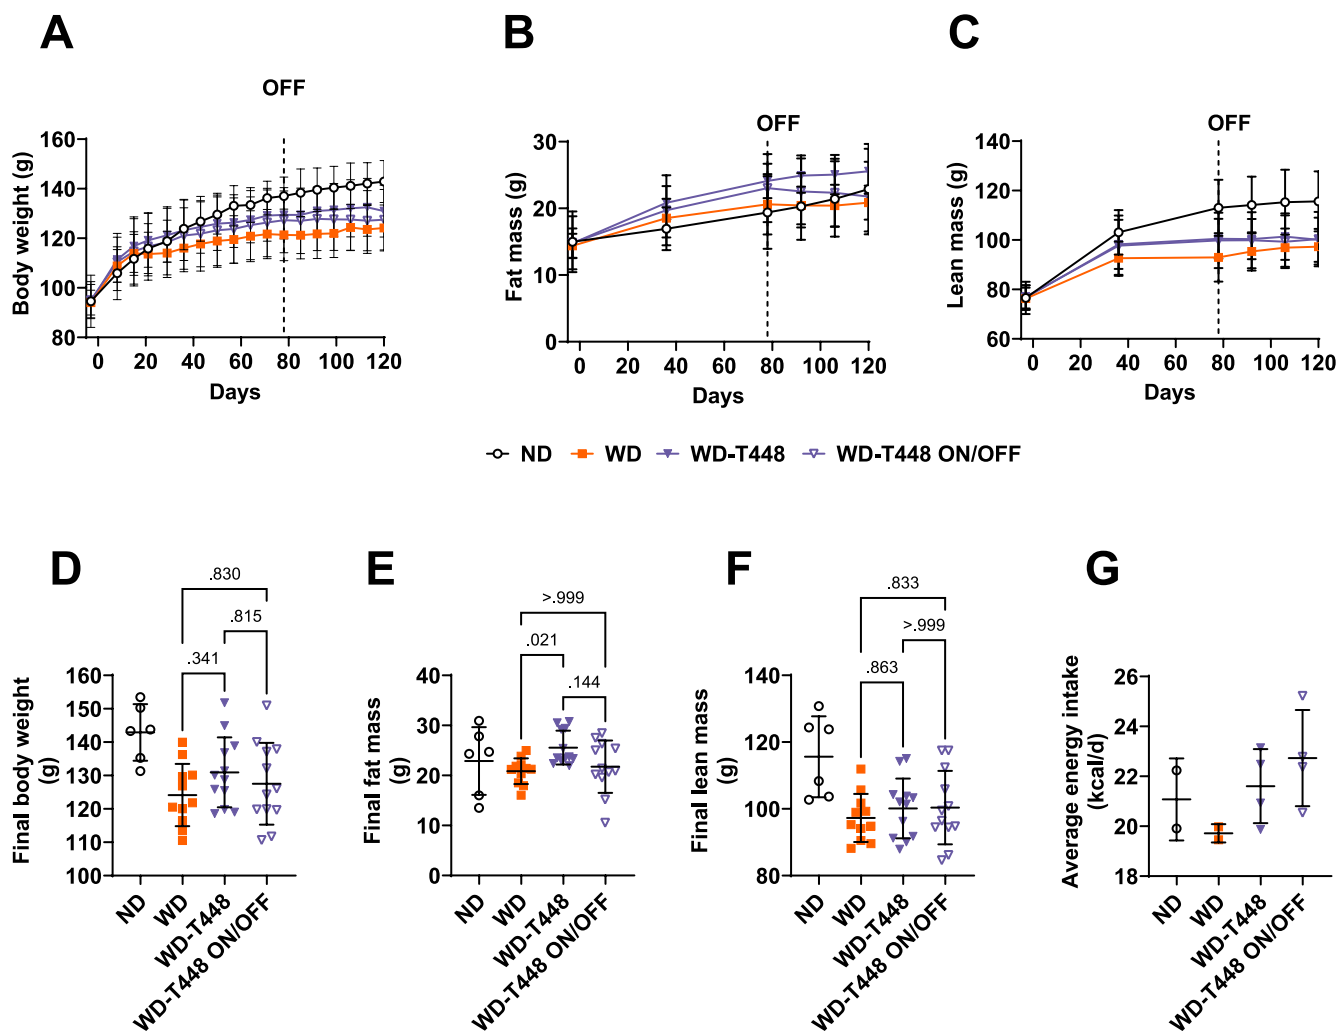 A
B
C
OFF
OFF
OFF
Body weight (g)
160
140
120
100
80
0 20 40 60 80 100 120
Days
Fat mass (g)
30
20
10
0
0 20 40 60 80 100 120
Days
Lean mass (g)
140
120
100
80
60
0 20 40 60 80 100 120
Days
ND WD WD-T448 WD-T448 ON/OFF
D
E
F
G
Final body weight
(g)
160
150
140
130
120
110
100
.830
.815
.341
ND
WD
WD-T448
WD-T448 ON/OFF
Final fat mass
(g)
40
30
20
10
0
>.999
.021
.144
ND
WD
WD-T448
WD-T448 ON/OFF
Final lean mass
(g)
140
120
100
80
.833
>.999
.863
ND
WD
WD-T448
WD-T448 ON/OFF
Average energy intake
(kcal/d)
26
24
22
20
18
ND
WD
WD-T448
WD-T448 ON/OFF